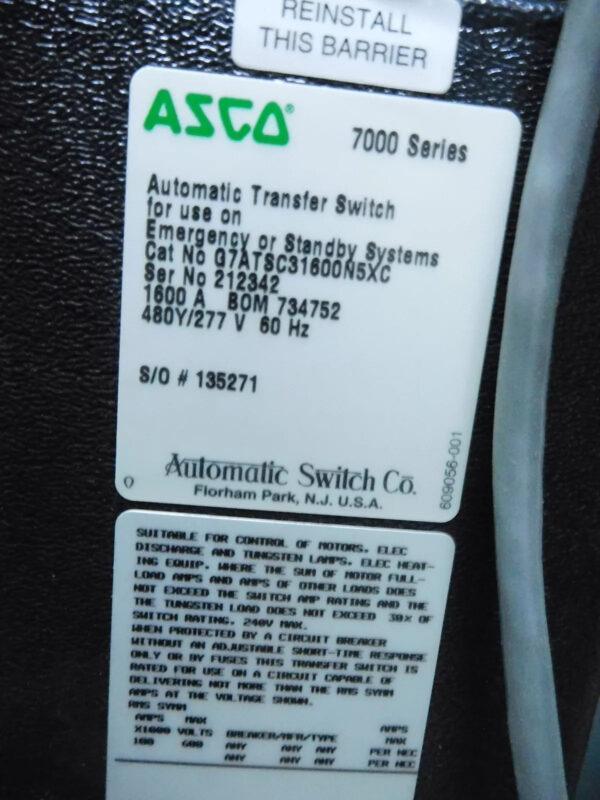 REINSTALL
THIS BARRIER
ASCO®
7000 Series
Automatic Transfer Switch
for use on
Emergency or Standby Systems
Cat No G7ATSC31600N5XC
Ser No 212342
1600 A BOM 734752
480Y/277 V 60 Hz
S/O # 135271
Automatic Switch Co.
Florham Park, N.J. U.S.A.
609056-001
SUITABLE FOR CONTROL OF MOTORS, ELEC
DISCHARGE AND TUNGSTEN LAMPS, ELEC HEAT-
ING EQUIP. WHERE THE SUM OF MOTOR FULL-
LOAD AMPS AND AMPS OF OTHER LOADS DOES
NOT EXCEED THE SWITCH AMP RATING AND THE
THE TUNGSTEN LOAD DOES NOT EXCEED 30% OF
SWITCH RATING, 240V MAX.
WHEN PROTECTED BY A CIRCUIT BREAKER
WITHOUT AN ADJUSTABLE SHORT-TIME RESPONSE
ONLY OR BY FUSES THIS TRANSFER SWITCH IS
RATED FOR USE ON A CIRCUIT CAPABLE OF
DELIVERING NOT MORE THAN THE RMS SYMM
AMPS AT THE VOLTAGE SHOWN.
RMS SYMM
AMPS MAX AMPS
X1000 VOLTS BREAKER/MFR/TYPE MAX
100 600 ANY ANY ANY PER NEC
ANY ANY ANY PER NEC